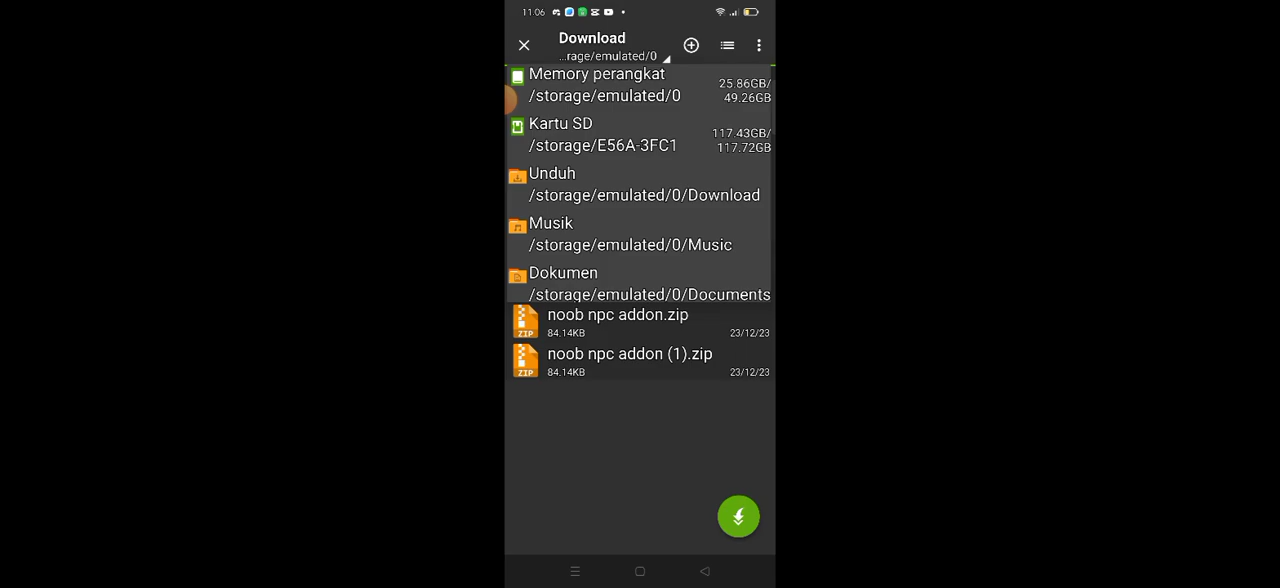 11.06
Download
...rage/emulated/0
Memory perangkat
/storage/emulated/0
25.86GB/
49.26GB
Kartu SD
/storage/E56A-3FC1
117.43GB/
117.72GB
Unduh
/storage/emulated/0/Download
Musik
/storage/emulated/0/Music
Dokumen
/storage/emulated/0/Documents
noob npc addon.zip
ZIP
84.14KB
23/12/23
noob npc addon (1).zip
ZIP
84.14KB
23/12/23